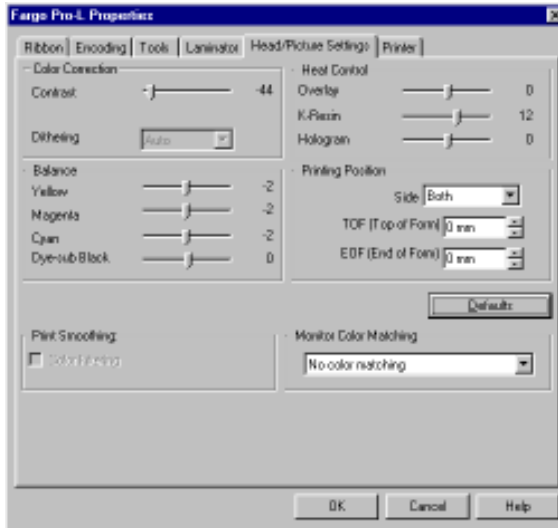 Fargo Pro-L Properties
Ribbon Encoding Tools Laminator Head/Picture Settings Printer
Color Correction
Contrast -44
Dithering Auto
Heat Control
Overlay 0
K-Resin 12
Hologram 0
Balance
Yellow -2
Magenta -2
Cyan -2
Dye-sub Black 0
Printing Position
Side Both
TOF (Top of Form) 0 mm
EOF (End of Form) 0 mm
Defaults
Print Smoothing:
Monitor Color Matching
No color matching
OK Cancel Help